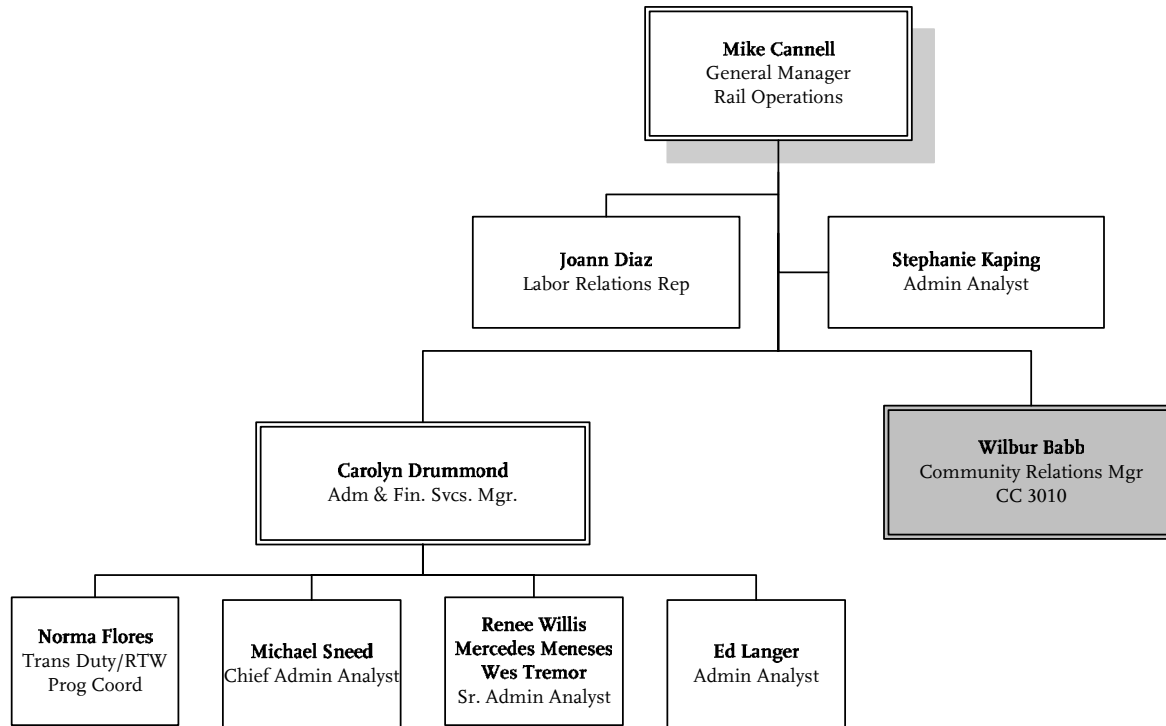 Mike Cannell
General Manager
Rail Operations
Joann Diaz
Labor Relations Rep
Stephanie Kaping
Admin Analyst
Carolyn Drummond
Adm & Fin. Svcs. Mgr.
Wilbur Babb
Community Relations Mgr
CC 3010
Norma Flores
Trans Duty/RTW
Prog Coord
Michael Sneed
Chief Admin Analyst
Renee Willis
Mercedes Meneses
Wes Tremor
Sr. Admin Analyst
Ed Langer
Admin Analyst